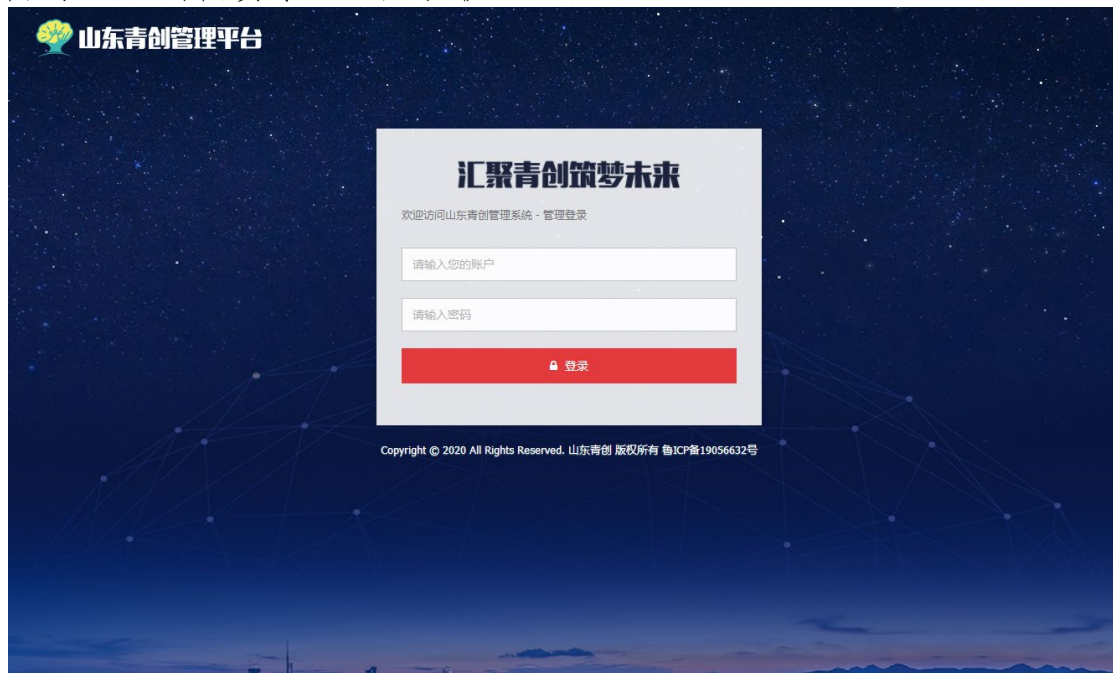 山东青创管理平台
汇聚青创筑梦未来
欢迎访问山东青创管理系统 - 管理登录
请输入您的账户
请输入密码
登录
Copyright © 2020 All Rights Reserved. 山东青创 版权所有 鲁ICP备19056632号